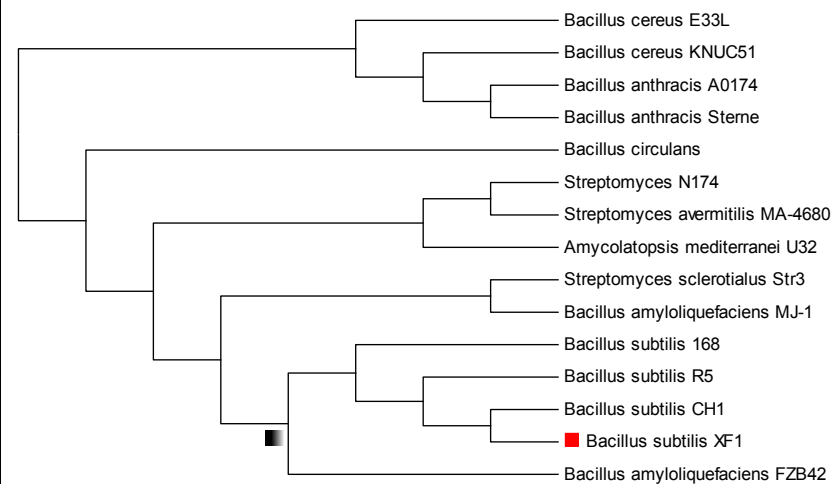 Bacillus cereus E33L
Bacillus cereus KNUC51
Bacillus anthracis A0174
Bacillus anthracis Sterne
Bacillus circulans
Streptomyces N174
Streptomyces avermitilis MA-4680
Amycolatopsis mediterranei U32
Streptomyces sclerotialus Str3
Bacillus amyloliquefaciens MJ-1
Bacillus subtilis 168
Bacillus subtilis R5
Bacillus subtilis CH1
Bacillus subtilis XF1
Bacillus amyloliquefaciens FZB42